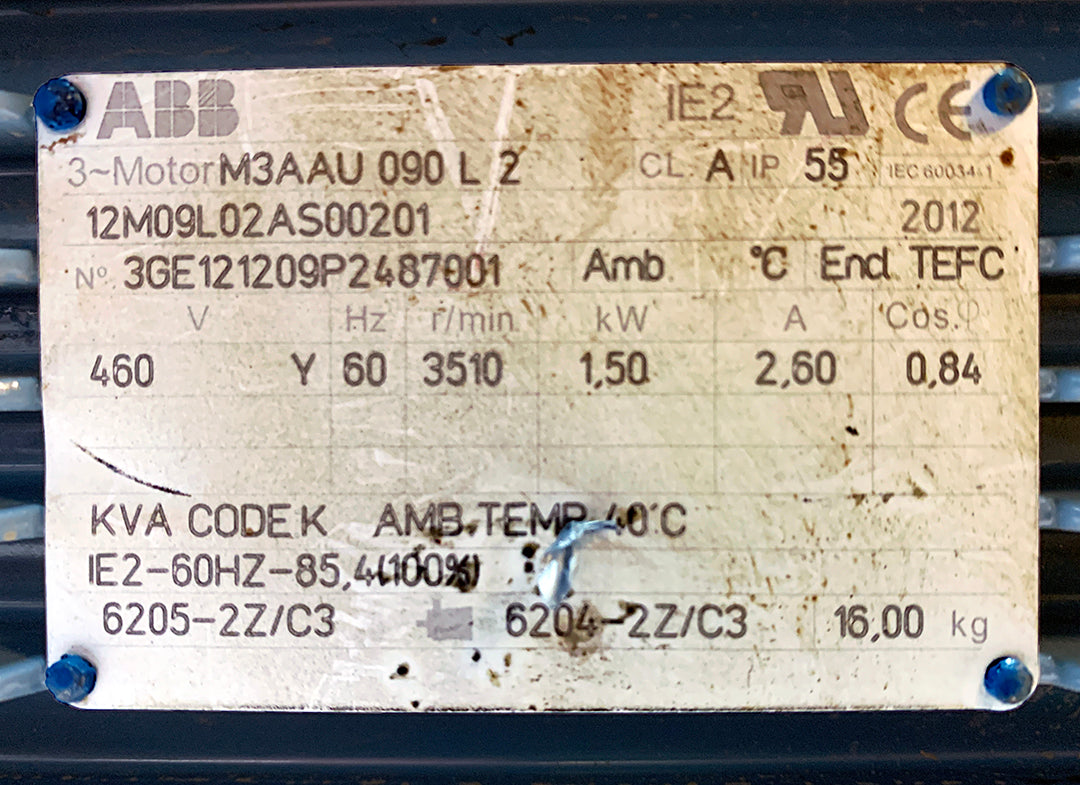 ABB IE2 RU CE
3~Motor M3AAU 090 L 2 CL. A IP 55 IEC 60034-1
12M09L02AS00201 2012
Nº 3GE121209P2487001 Amb. °C Encl. TEFC
V Hz r/min kW A Cos.φ
460 Y 60 3510 1,50 2,60 0,84
KVA CODE K AMB.TEMP. 40°C
IE2-60HZ-85,4(100%)
6205-2Z/C3 6204-2Z/C3 16,00 kg